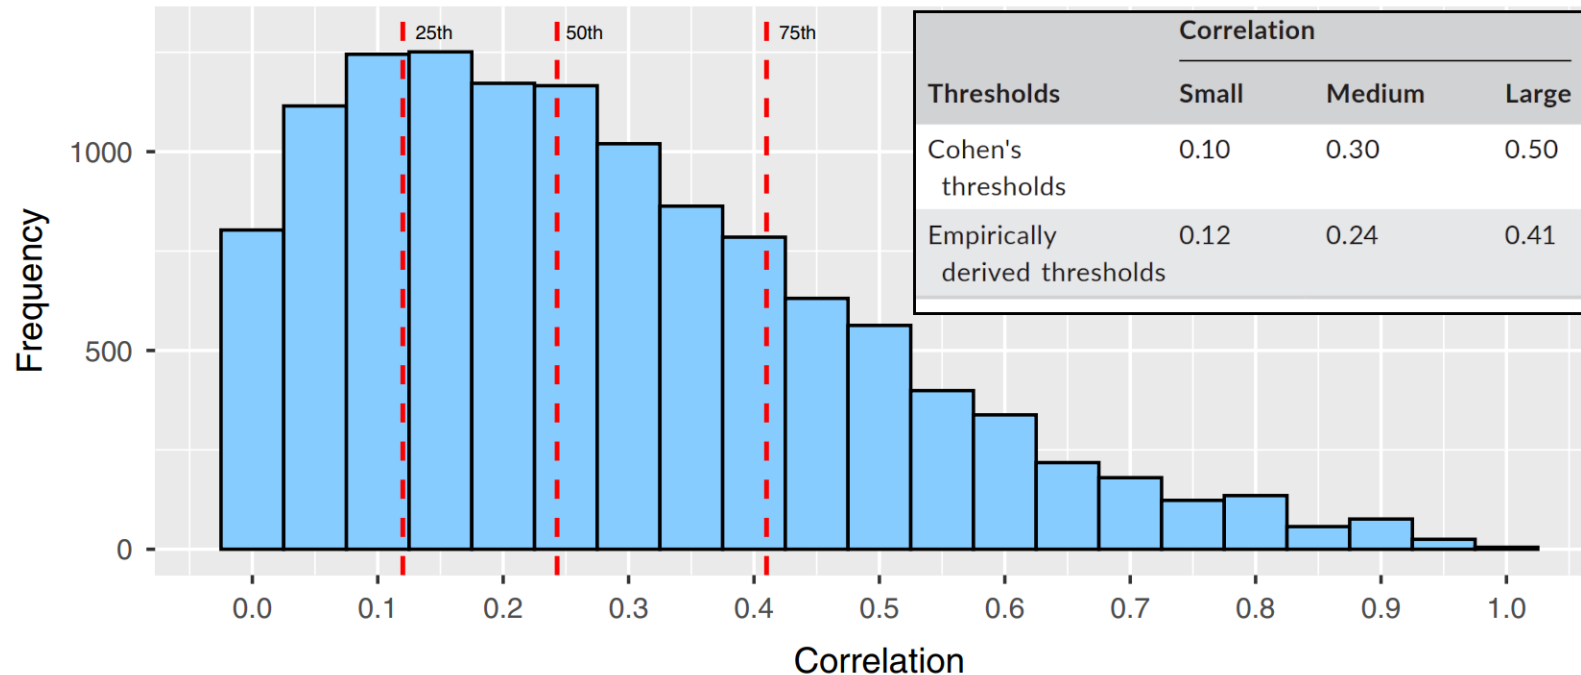 25th 50th 75th
Correlation
Thresholds Small Medium Large
Cohen's 0.10 0.30 0.50
thresholds
Empirically 0.12 0.24 0.41
derived thresholds
1000
500
0
Frequency
0.0 0.1 0.2 0.3 0.4 0.5 0.6 0.7 0.8 0.9 1.0
Correlation